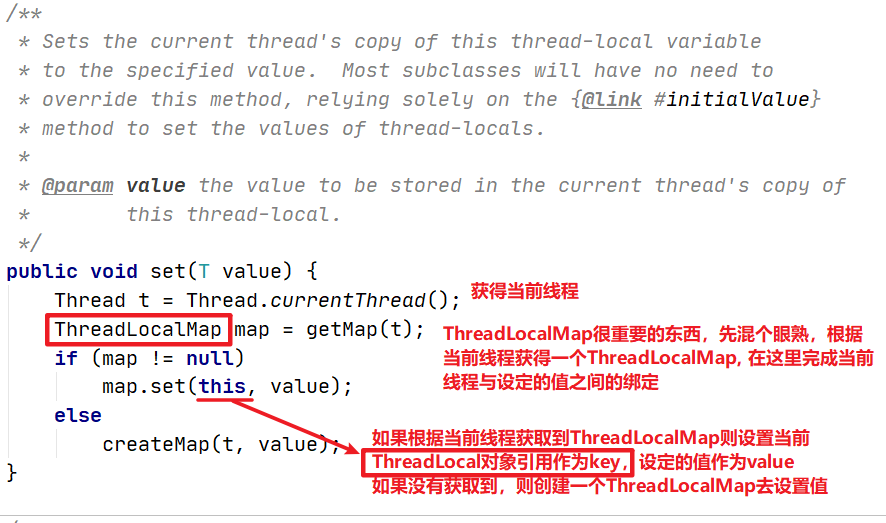 /**
 * Sets the current thread's copy of this thread-local variable
 * to the specified value.  Most subclasses will have no need to
 * override this method, relying solely on the {@link #initialValue}
 * method to set the values of thread-locals.
 *
 * @param value the value to be stored in the current thread's copy of
 *        this thread-local.
 */
public void set(T value) {
    Thread t = Thread.currentThread(); 获得当前线程
    ThreadLocalMap map = getMap(t);
    if (map != null)
        map.set(this, value);
    else
        createMap(t, value);
}
ThreadLocalMap很重要的东西，先混个眼熟，根据
当前线程获得一个ThreadLocalMap, 在这里完成当前
线程与设定的值之间的绑定
如果根据当前线程获取到ThreadLocalMap则设置当前
ThreadLocal对象引用作为key，设定的值作为value
如果没有获取到，则创建一个ThreadLocalMap去设置值